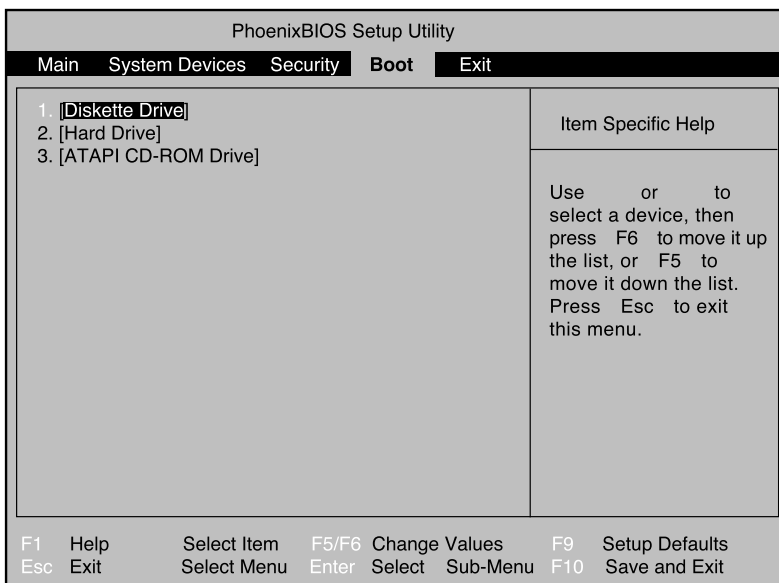 PhoenixBIOS Setup Utility
Main System Devices Security Boot Exit
1. [Diskette Drive]
2. [Hard Drive]
3. [ATAPI CD-ROM Drive]
Item Specific Help
Use or to
select a device, then
press F6 to move it up
the list, or F5 to
move it down the list.
Press Esc to exit
this menu.
F1 Help Select Item F5/F6 Change Values F9 Setup Defaults
Esc Exit Select Menu Enter Select Sub-Menu F10 Save and Exit